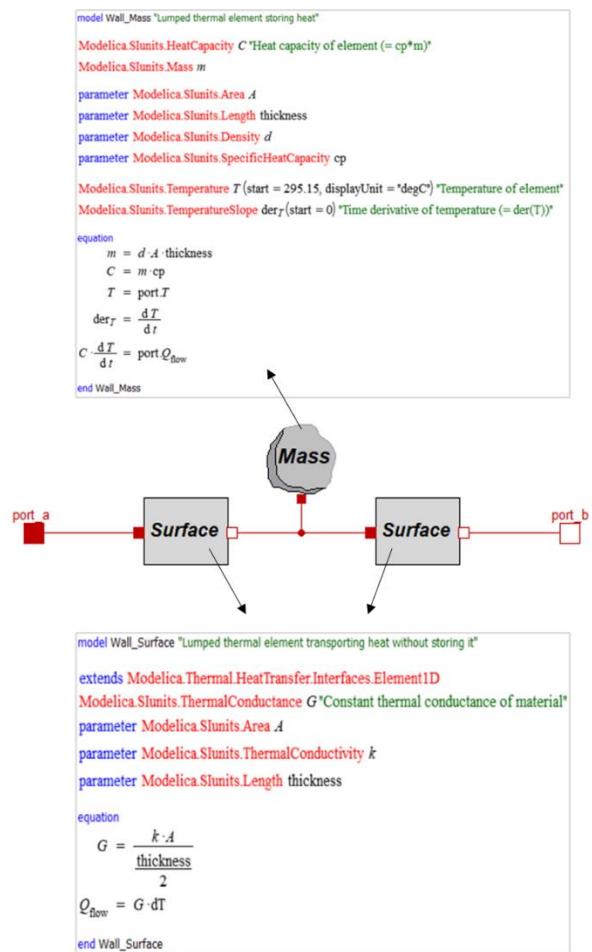 model Wall_Mass "Lumped thermal element storing heat"
Modelica.SIunits.HeatCapacity C "Heat capacity of element (= cp*m)"
Modelica.SIunits.Mass m
parameter Modelica.SIunits.Area A
parameter Modelica.SIunits.Length thickness
parameter Modelica.SIunits.Density d
parameter Modelica.SIunits.SpecificHeatCapacity cp
Modelica.SIunits.Temperature T (start = 295.15, displayUnit = "degC") "Temperature of element"
Modelica.SIunits.TemperatureSlope der_T (start = 0) "Time derivative of temperature (= der(T))"
equation
m = d·A·thickness
C = m·cp
T = port.T
der_T = dT/dt
C·dT/dt = port.Q_flow
end Wall_Mass
Mass
port_a
Surface
Surface
port_b
model Wall_Surface "Lumped thermal element transporting heat without storing it"
extends Modelica.Thermal.HeatTransfer.Interfaces.Element1D
Modelica.SIunits.ThermalConductance G "Constant thermal conductance of material"
parameter Modelica.SIunits.Area A
parameter Modelica.SIunits.ThermalConductivity k
parameter Modelica.SIunits.Length thickness
equation
G = k·A / (thickness / 2)
Q_flow = G·dT
end Wall_Surface